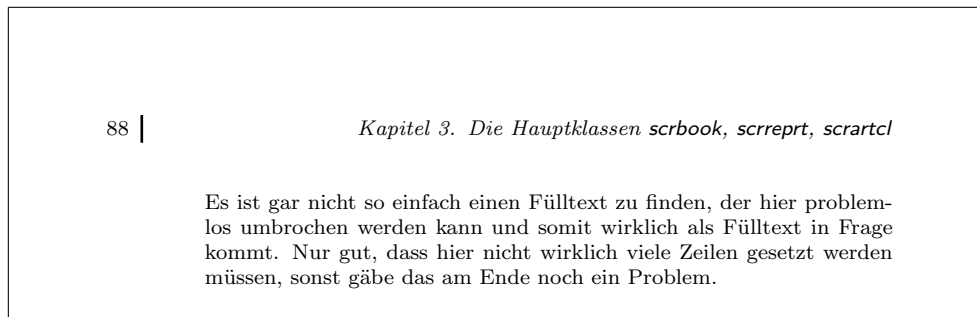 88 Kapitel 3. Die Hauptklassen scrbook, scrreprt, scrartcl
Es ist gar nicht so einfach einen Fülltext zu finden, der hier problem-
los umbrochen werden kann und somit wirklich als Fülltext in Frage
kommt. Nur gut, dass hier nicht wirklich viele Zeilen gesetzt werden
müssen, sonst gäbe das am Ende noch ein Problem.